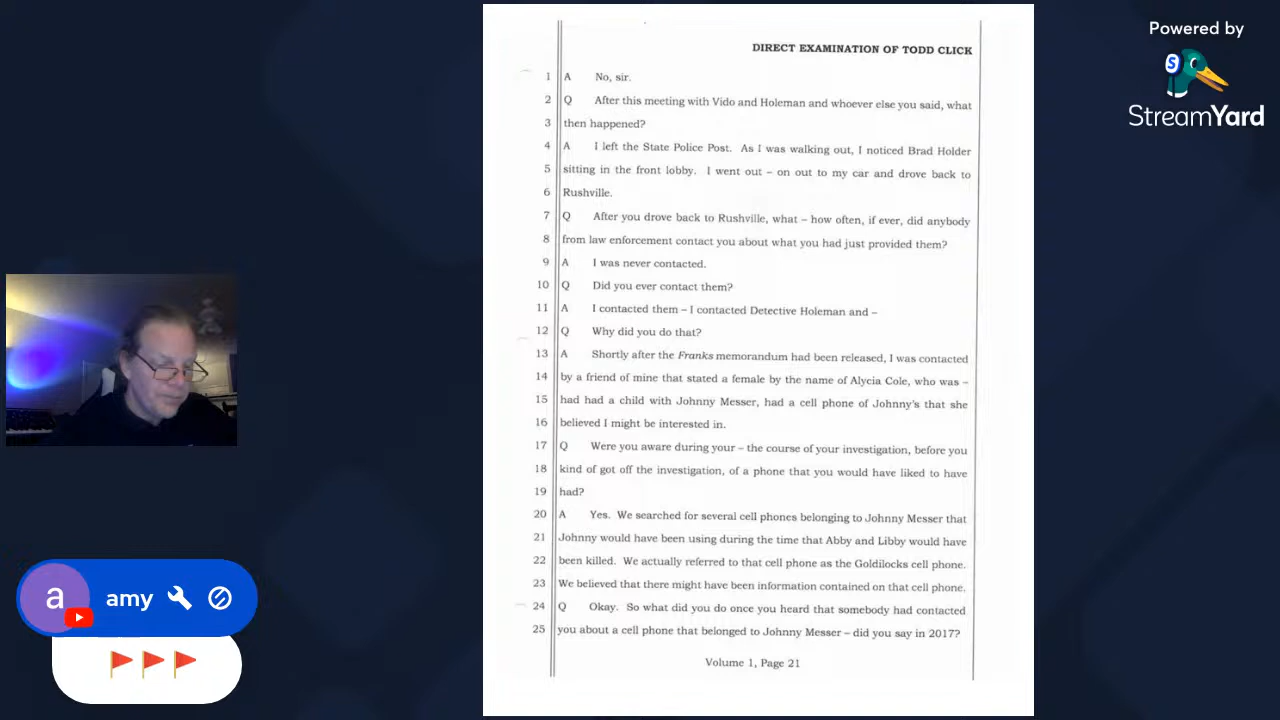 DIRECT EXAMINATION OF TODD CLICK
1 A No, sir.
2 Q After this meeting with Vido and Holeman and whoever else you said, what
3 then happened?
4 A I left the State Police Post. As I was walking out, I noticed Brad Holder
5 sitting in the front lobby. I went out – on out to my car and drove back to
6 Rushville.
7 Q After you drove back to Rushville, what – how often, if ever, did anybody
8 from law enforcement contact you about what you had just provided them?
9 A I was never contacted.
10 Q Did you ever contact them?
11 A I contacted them – I contacted Detective Holeman and –
12 Q Why did you do that?
13 A Shortly after the Franks memorandum had been released, I was contacted
14 by a friend of mine that stated a female by the name of Alycia Cole, who was –
15 had had a child with Johnny Messer, had a cell phone of Johnny's that she
16 believed I might be interested in.
17 Q Were you aware during your – the course of your investigation, before you
18 kind of got off the investigation, of a phone that you would have liked to have
19 had?
20 A Yes. We searched for several cell phones belonging to Johnny Messer that
21 Johnny would have been using during the time that Abby and Libby would have
22 been killed. We actually referred to that cell phone as the Goldilocks cell phone.
23 We believed that there might have been information contained on that cell phone.
24 Q Okay. So what did you do once you heard that somebody had contacted
25 you about a cell phone that belonged to Johnny Messer – did you say in 2017?
Volume 1, Page 21
Powered by
S
StreamYard
a
amy